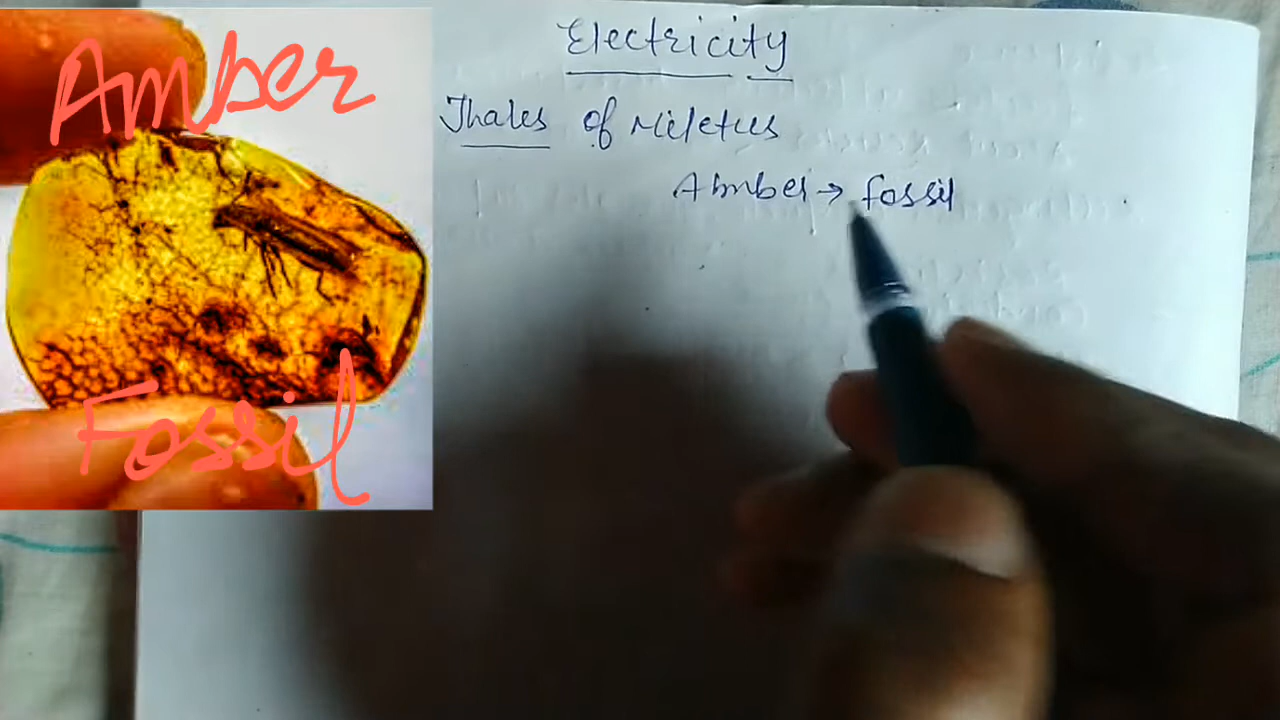 Amber
Fossil
Electricity
Thales of Miletus
Amber → fossil